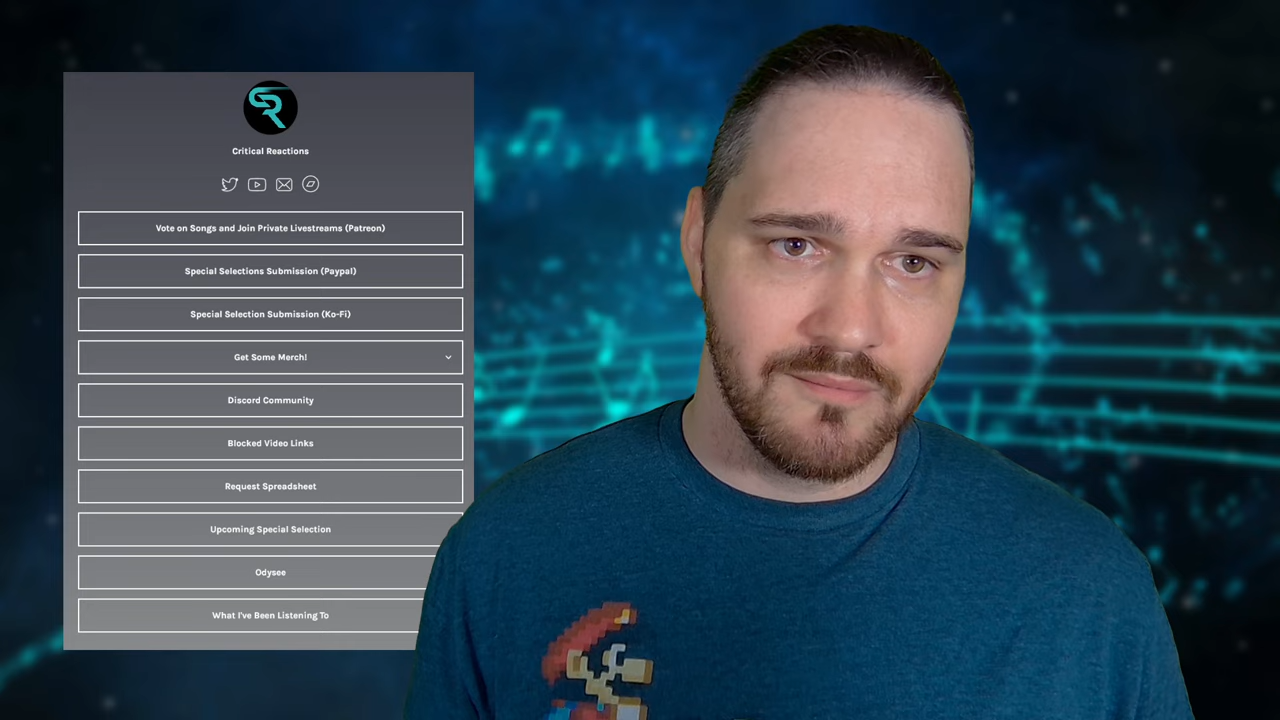 CR
Critical Reactions
Vote on Songs and Join Private Livestreams (Patreon)
Special Selections Submission (Paypal)
Special Selection Submission (Ko-Fi)
Get Some Merch!
Discord Community
Blocked Video Links
Request Spreadsheet
Upcoming Special Selection
Odysee
What I've Been Listening To